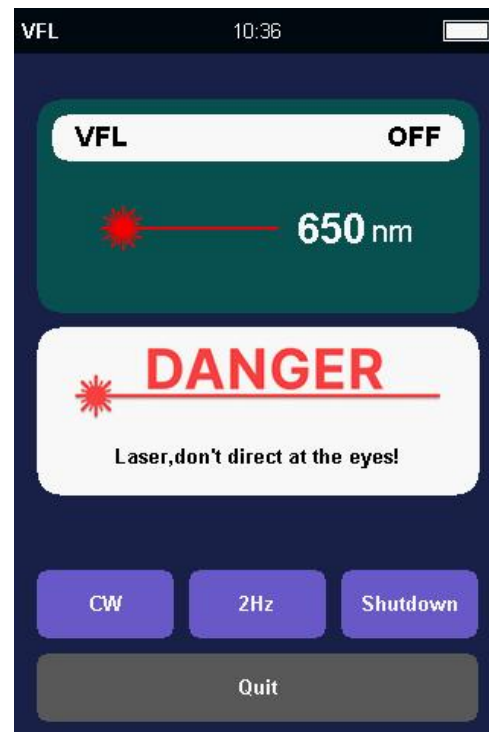 VFL 10:36
VFL OFF
650 nm
DANGER
Laser,don't direct at the eyes!
CW 2Hz Shutdown
Quit